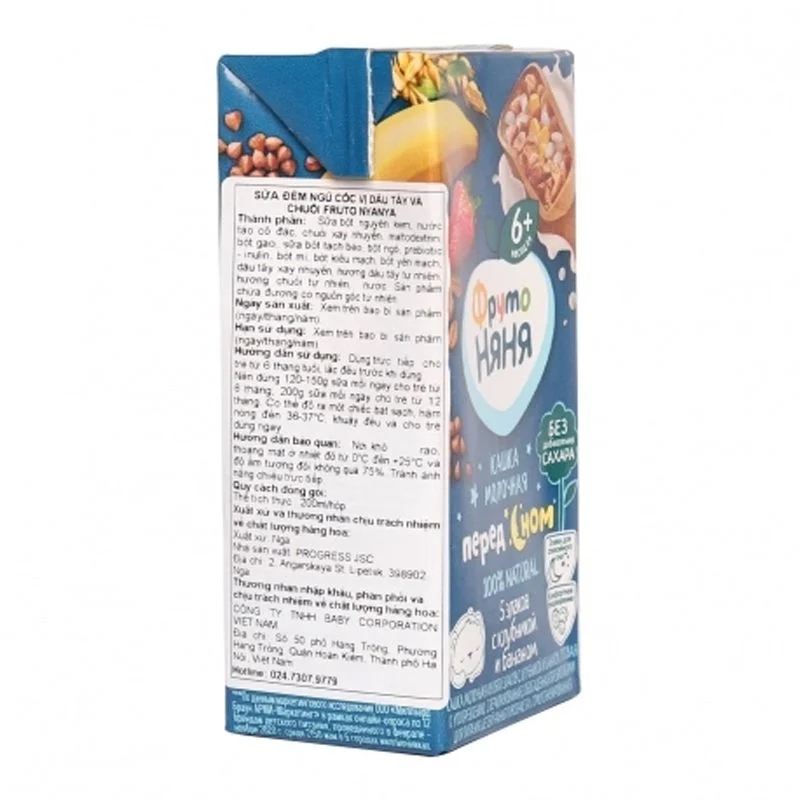 SỮA ĐÊM NGŨ CỐC VỊ DÂU TÂY VÀ
CHUỐI FRUTO NYANYA
Thành phần: Sữa bột nguyên kem, nước
táo cô đặc, chuối xay nhuyễn, maltodextrin,
bột gạo, sữa bột tách béo, bột ngô, prebiotic
- inulin, bột mì, bột kiều mạch, bột yến mạch,
dâu tây xay nhuyễn, hương dâu tây tự nhiên,
hương chuối tự nhiên, nước. Sản phẩm
chứa đường có nguồn gốc tự nhiên
Ngày sản xuất: Xem trên bao bì sản phẩm
(ngày/tháng/năm)
Hạn sử dụng: Xem trên bao bì sản phẩm
(ngày/tháng/năm)
Hướng dẫn sử dụng: Dùng trực tiếp cho
trẻ từ 6 tháng tuổi, lắc đều trước khi dùng
Nên dùng 120-150g sữa mỗi ngày cho trẻ từ
6 tháng, 200g sữa mỗi ngày cho trẻ từ 12
tháng. Có thể đổ ra một chiếc bát sạch, hâm
nóng đến 36-37°C, khuấy đều và cho trẻ
dùng ngay
Hướng dẫn bảo quản: Nơi khô ráo,
thoáng mát ở nhiệt độ từ 0°C đến +25°C và
độ ẩm tương đối không quá 75%. Tránh ánh
nắng chiếu trực tiếp
Quy cách đóng gói:
Thể tích thực: 200ml/hộp
Xuất xứ và thương nhân chịu trách nhiệm
về chất lượng hàng hóa:
Xuất xứ: Nga
Nhà sản xuất: PROGRESS JSC
Địa chỉ: 2, Angarskaya St. Lipetsk, 398902,
Nga
Thương nhân nhập khẩu, phân phối và
chịu trách nhiệm về chất lượng hàng hóa:
CÔNG TY TNHH BABY CORPORATION
VIỆT NAM
Địa chỉ: Số 50 phố Hàng Trống, Phường
Hàng Trống, Quận Hoàn Kiếm, Thành phố Hà
Nội, Việt Nam
Hotline: 024.7307.9779
6+
месяцев
Фруто
НЯНЯ
БЕЗ
добавления
САХАРА
КАШКА
МОЛОЧНАЯ
перед Сном
100% NATURAL
5 злаков
с клубникой
и бананом